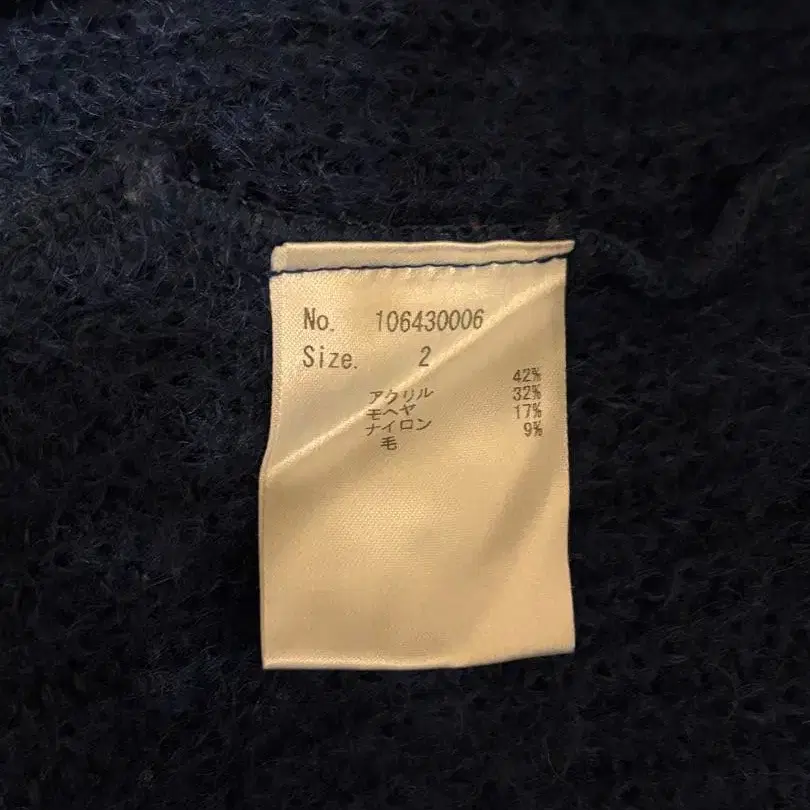 No. 106430006
Size. 2
アクリル 42%
モヘヤ 32%
ナイロン 17%
毛 9%